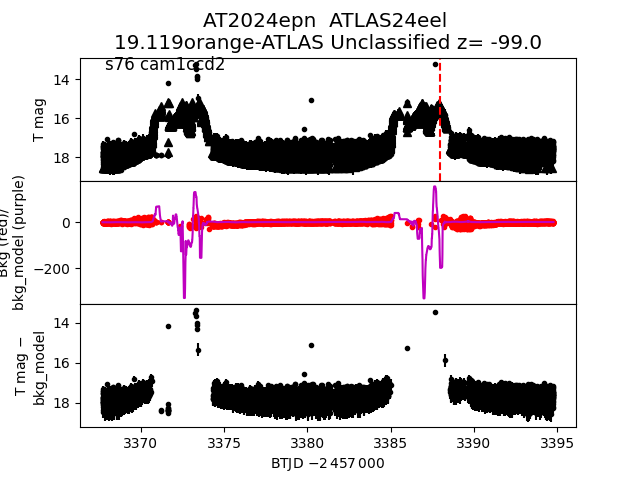 AT2024epn ATLAS24eel
19.119orange-ATLAS Unclassified z= -99.0
s76 cam1ccd2
T mag
14
16
18
Bkg (red)/
bkg_model (purple)
0
−200
T mag −
bkg_model
14
16
18
3370
3375
3380
3385
3390
3395
BTJD −2 457 000